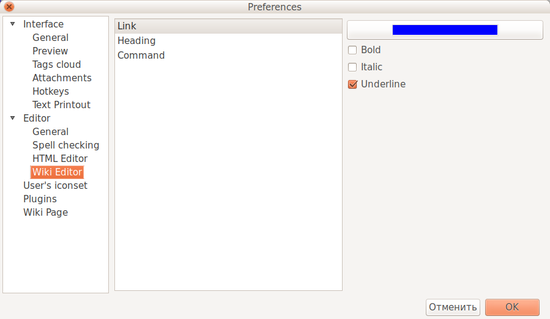 Preferences
Interface
General
Preview
Tags cloud
Attachments
Hotkeys
Text Printout
Editor
General
Spell checking
HTML Editor
Wiki Editor
User's iconset
Plugins
Wiki Page
Link
Heading
Command
Bold
Italic
Underline
Отменить
OK